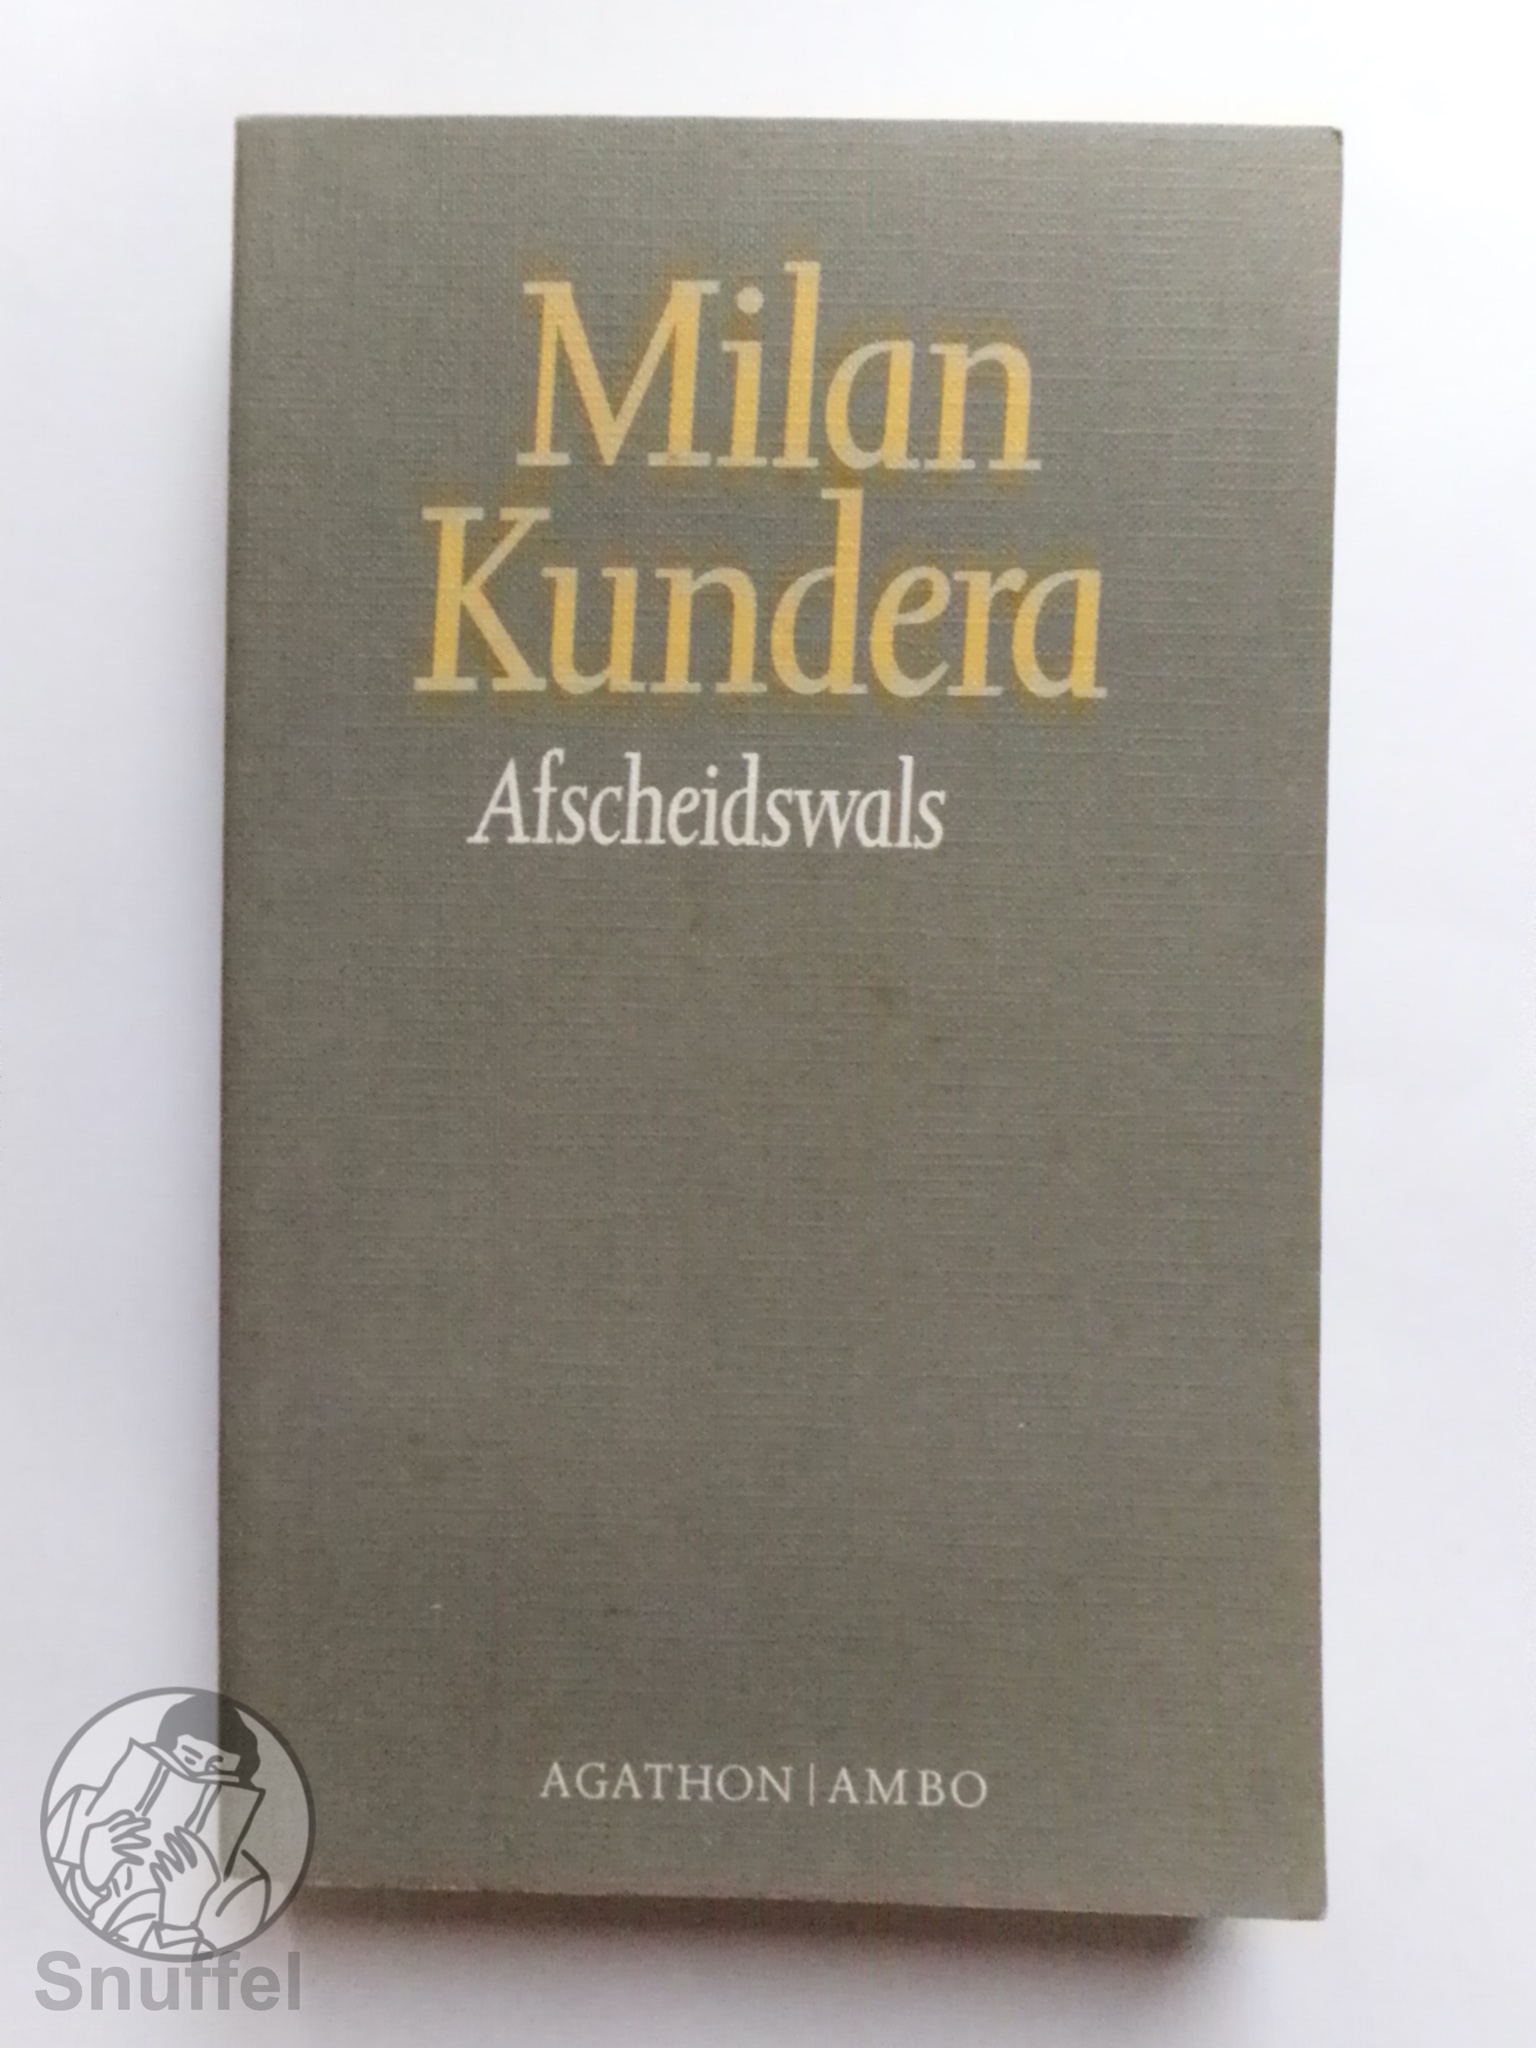 Milan
Kundera
Afscheidswals
AGATHON | AMBO
Snuffel